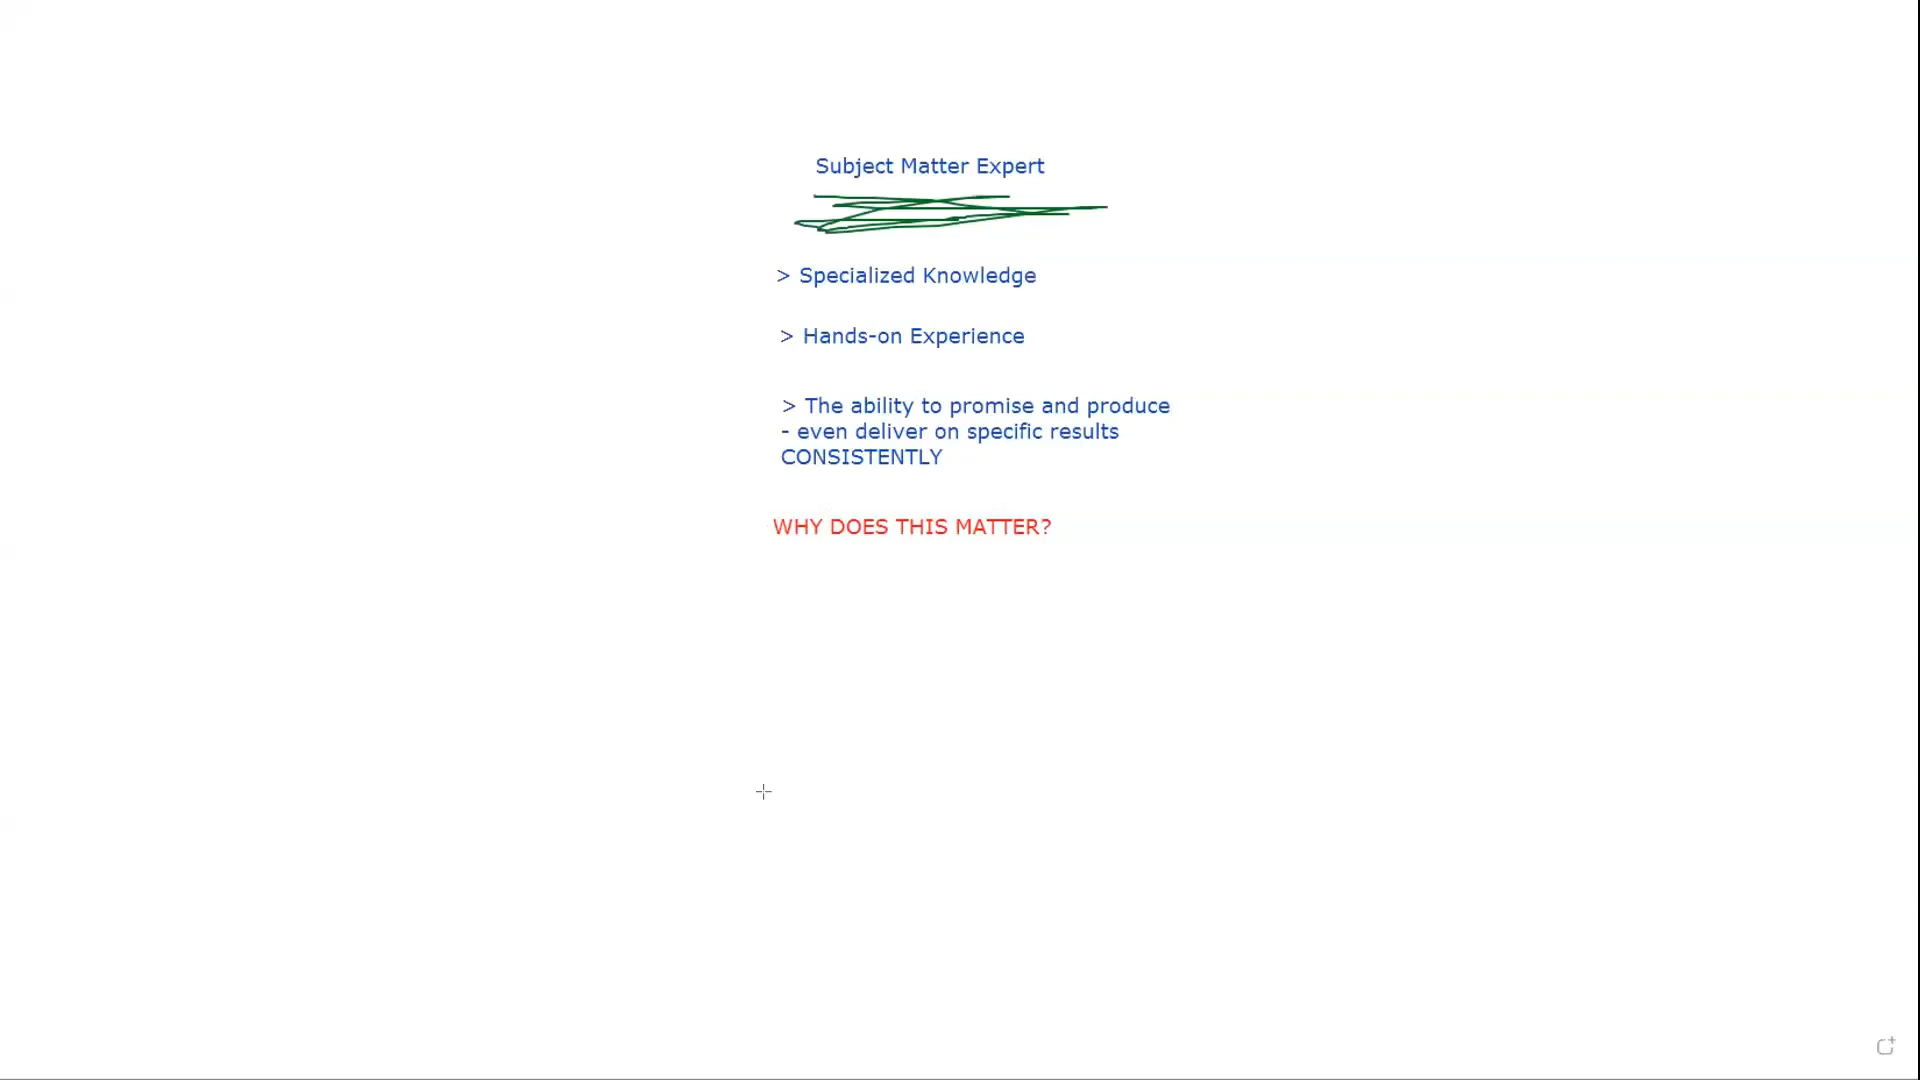 Subject Matter Expert
> Specialized Knowledge
> Hands-on Experience
> The ability to promise and produce
- even deliver on specific results
CONSISTENTLY
WHY DOES THIS MATTER?